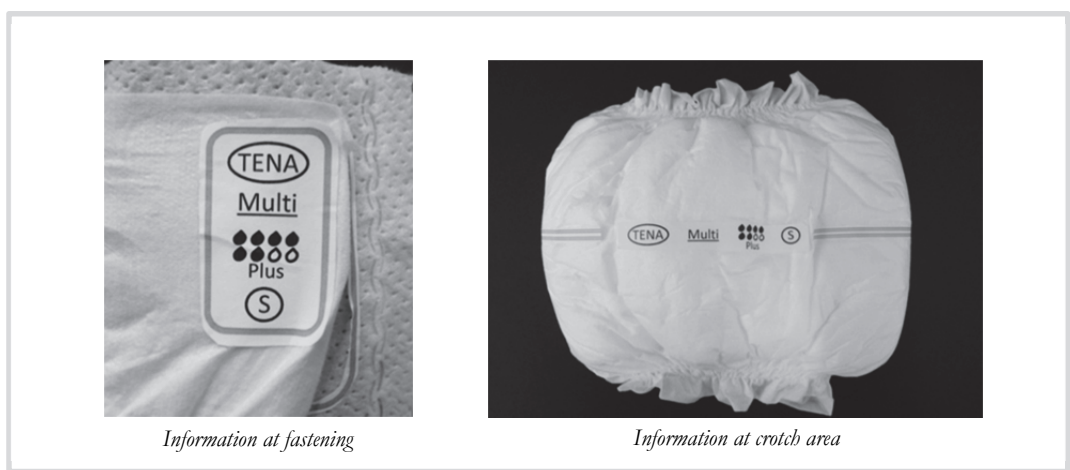 TENA
Multi
Plus
S
TENA Multi Plus S
Information at fastening
Information at crotch area